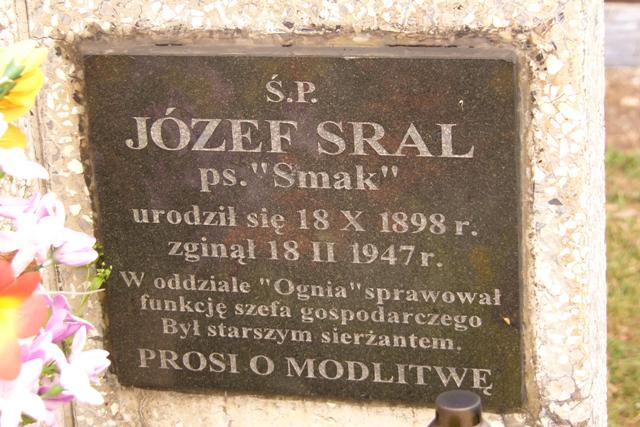 Ś.P.
JÓZEF SRAL
ps. "Smak"
urodził się 18 X 1898 r.
zginął 18 II 1947 r.
W oddziale "Ognia" sprawował
funkcję szefa gospodarczego
Był starszym sierżantem.
PROSI O MODLITWĘ